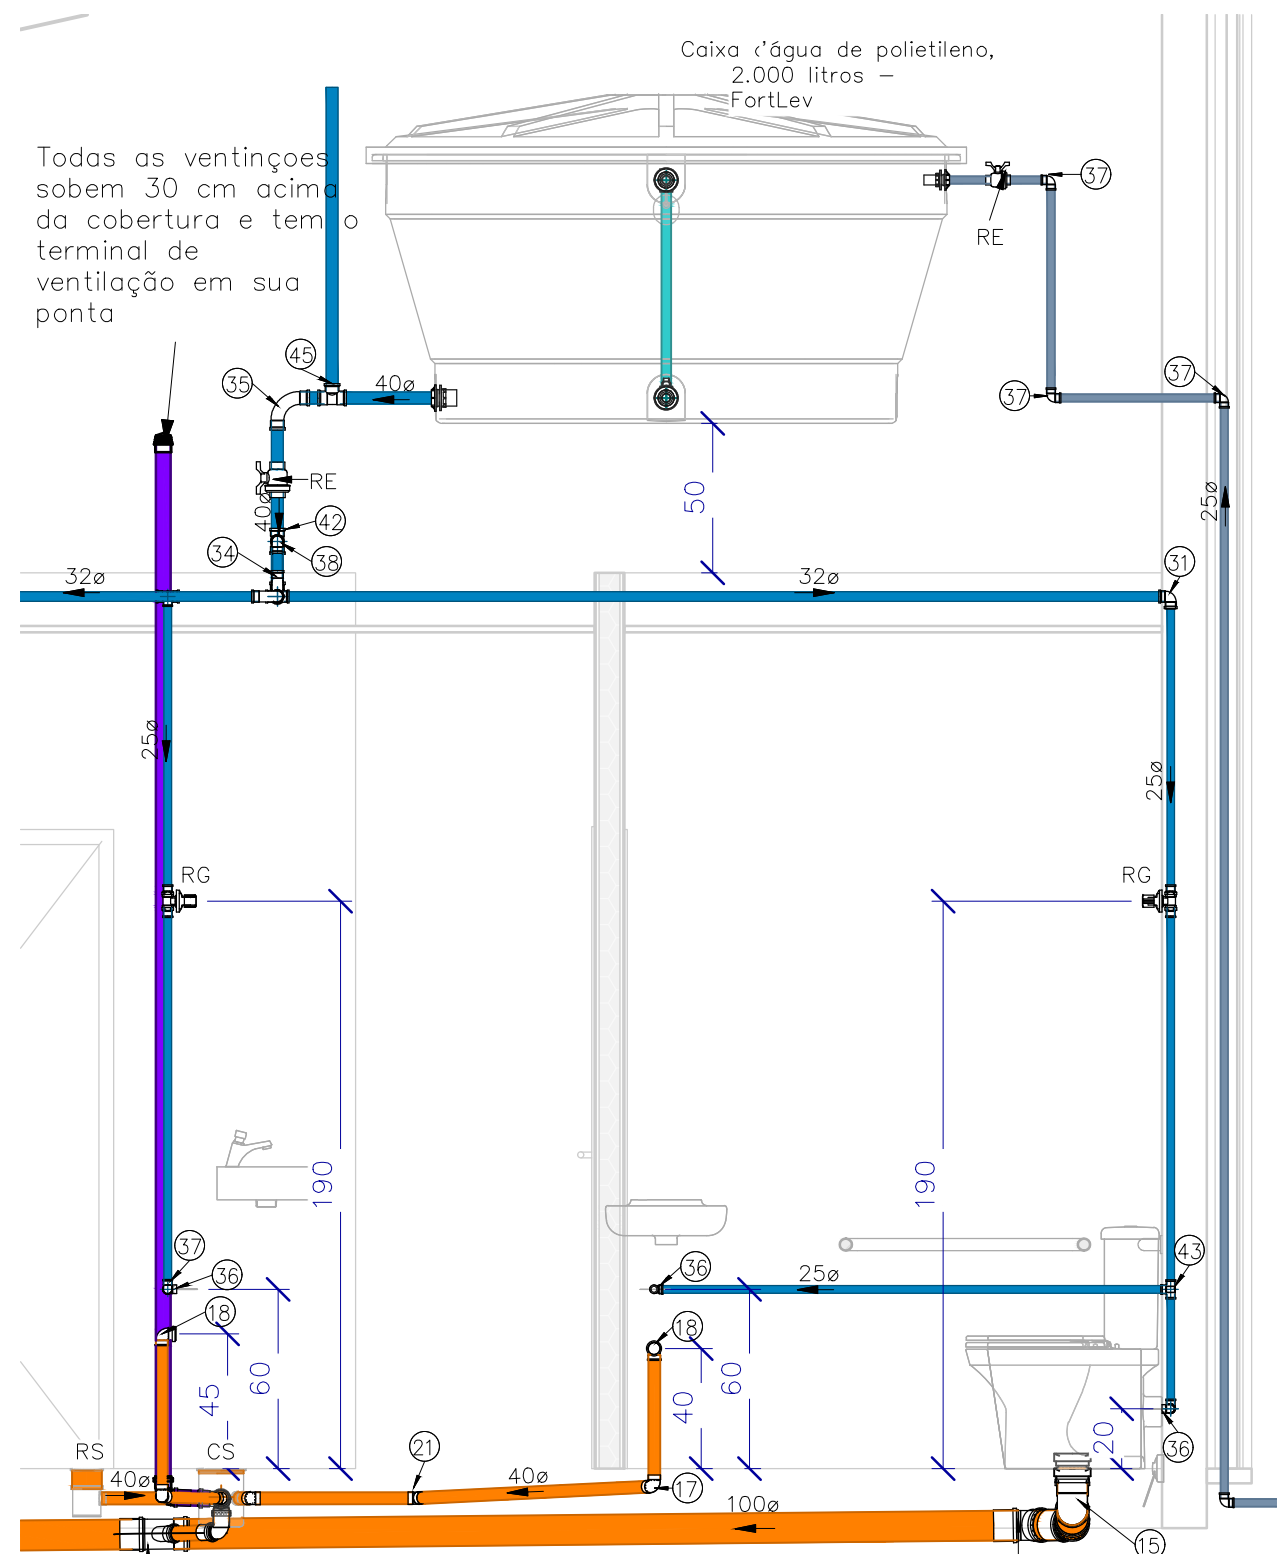 Caixa d'água de polietileno,
2.000 litros –
FortLev
Todas as ventinçoes
sobem 30 cm acima
da cobertura e tem o
terminal de
ventilação em sua
ponta
37
RE
45
35
40ø
37
37
RE
40ø
42
50
25ø
34
38
32ø
32ø
31
25ø
25ø
RG
RG
190
190
37
36
36
25ø
43
18
18
45
60
40
60
20
36
RS
CS
21
40ø
40ø
17
100ø
15